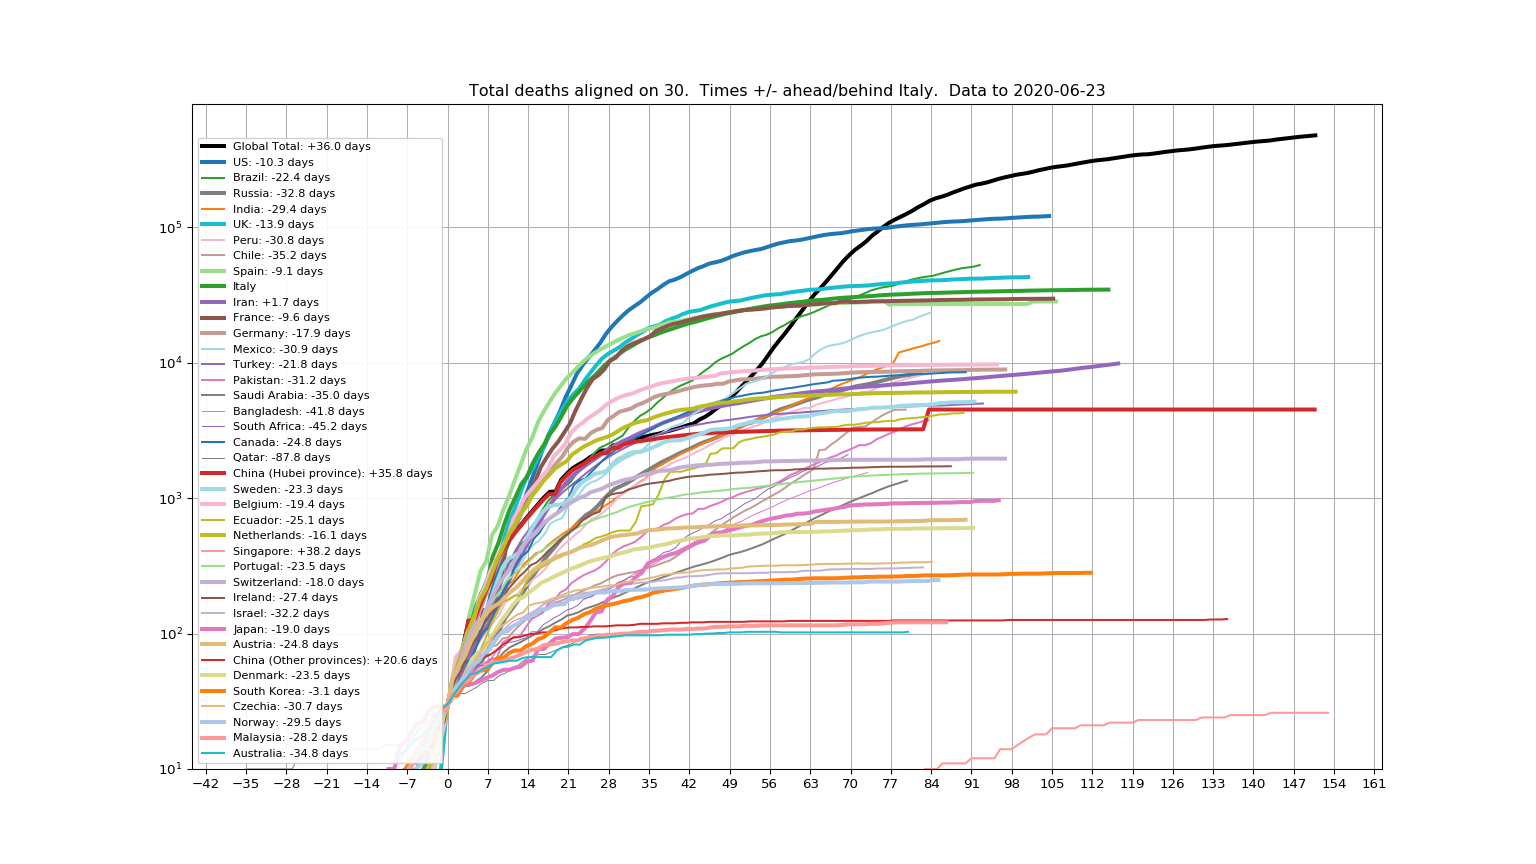 Total deaths aligned on 30.  Times +/- ahead/behind Italy.  Data to 2020-06-23
Global Total: +36.0 days
US: -10.3 days
Brazil: -22.4 days
Russia: -32.8 days
India: -29.4 days
UK: -13.9 days
Peru: -30.8 days
Chile: -35.2 days
Spain: -9.1 days
Italy
Iran: +1.7 days
France: -9.6 days
Germany: -17.9 days
Mexico: -30.9 days
Turkey: -21.8 days
Pakistan: -31.2 days
Saudi Arabia: -35.0 days
Bangladesh: -41.8 days
South Africa: -45.2 days
Canada: -24.8 days
Qatar: -87.8 days
China (Hubei province): +35.8 days
Sweden: -23.3 days
Belgium: -19.4 days
Ecuador: -25.1 days
Netherlands: -16.1 days
Singapore: +38.2 days
Portugal: -23.5 days
Switzerland: -18.0 days
Ireland: -27.4 days
Israel: -32.2 days
Japan: -19.0 days
Austria: -24.8 days
China (Other provinces): +20.6 days
Denmark: -23.5 days
South Korea: -3.1 days
Czechia: -30.7 days
Norway: -29.5 days
Malaysia: -28.2 days
Australia: -34.8 days
10⁵
10⁴
10³
10²
10¹
−42 −35 −28 −21 −14 −7 0 7 14 21 28 35 42 49 56 63 70 77 84 91 98 105 112 119 126 133 140 147 154 161